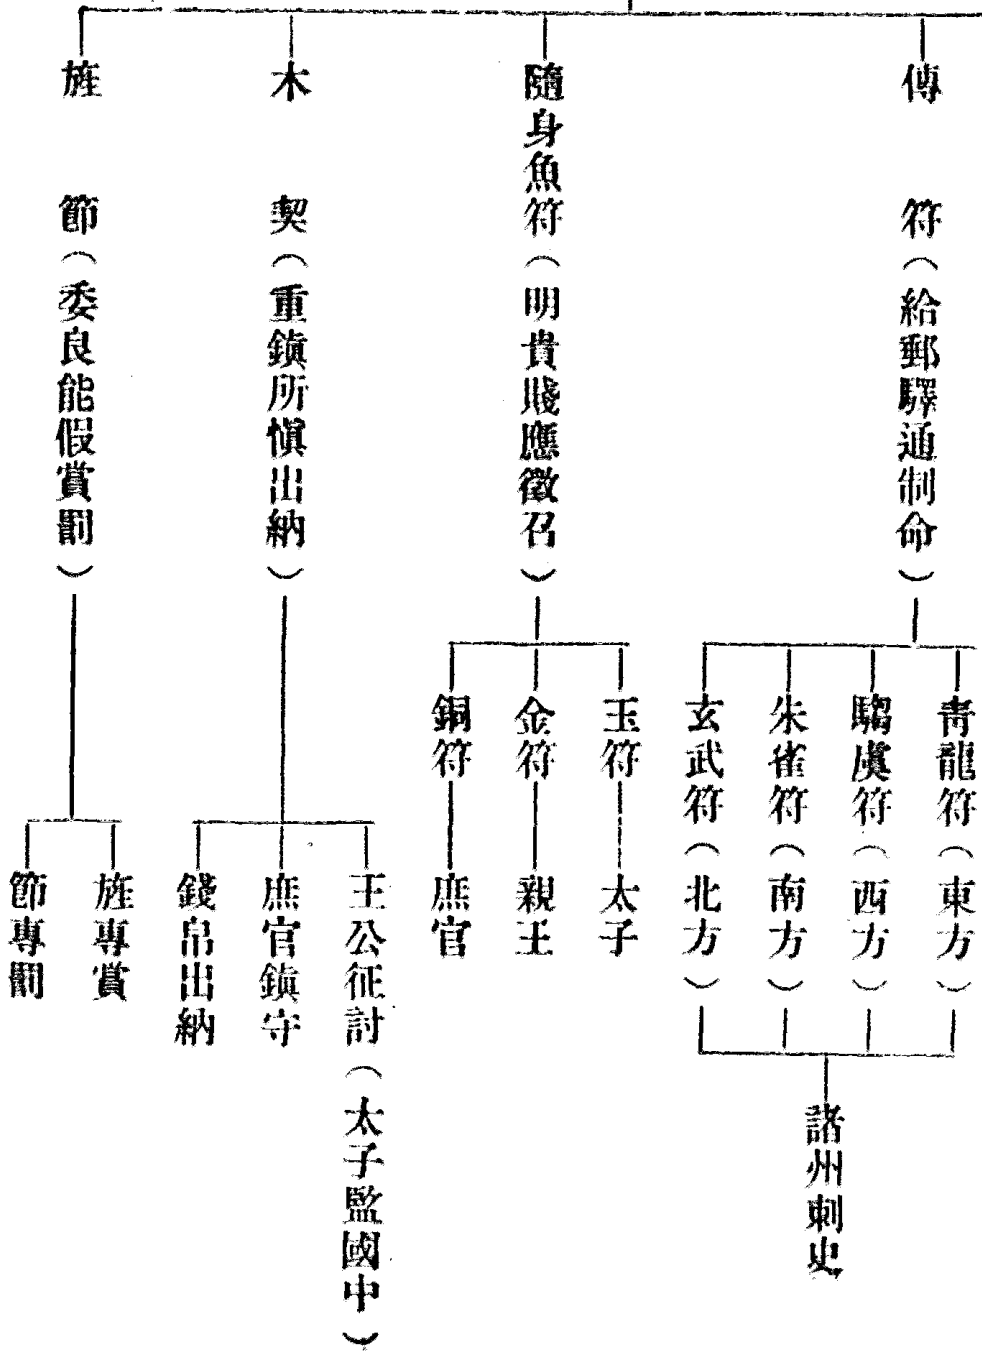 傳符（給郵驛通制命）
青龍符（東方）
騶虞符（西方）
朱雀符（南方）
玄武符（北方）
諸州刺史
隨身魚符（明貴賤應徵召）
玉符
太子
金符
親王
銅符
庶官
木契（重鎮所慎出納）
王公征討（太子監國中）
庶官鎮守
錢帛出納
旌節（委良能假賞罰）
旌專賞
節專罰